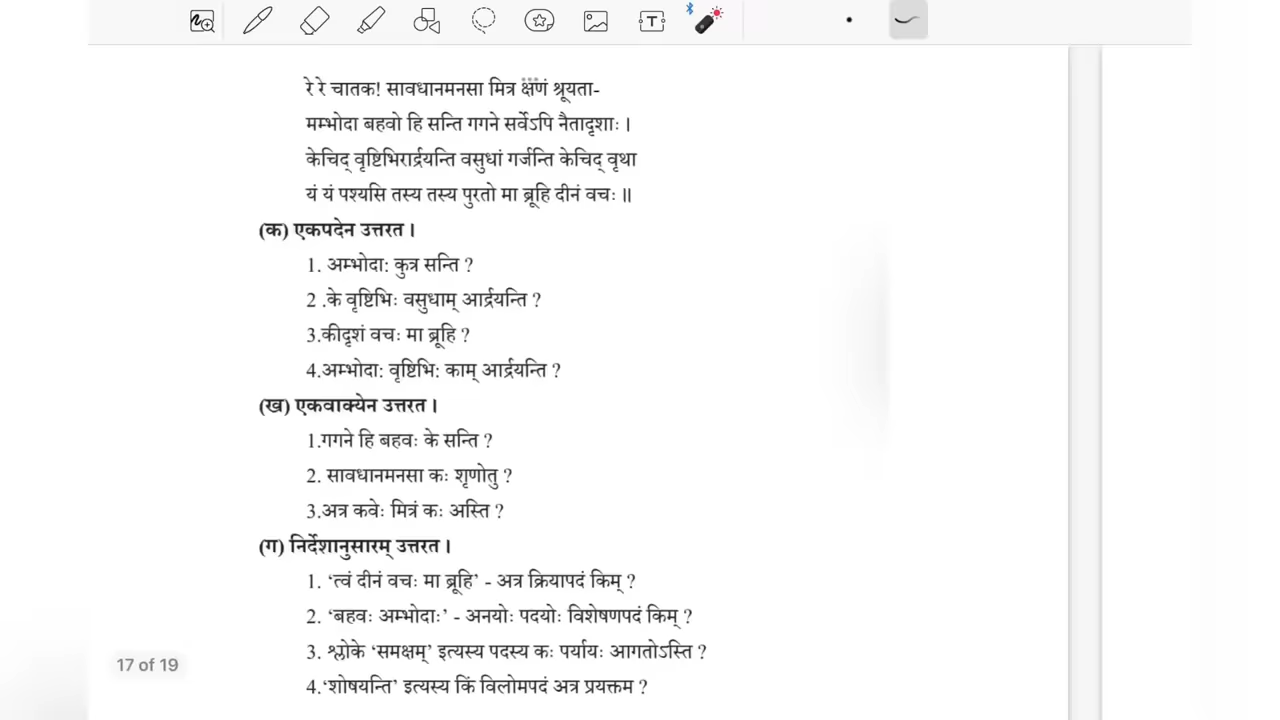 रे रे चातक! सावधानमनसा मित्र क्षणं श्रूयता-
मम्भोदा बहवो हि सन्ति गगने सर्वेऽपि नैतादृशाः ।
केचिद् वृष्टिभिरार्द्रयन्ति वसुधां गर्जन्ति केचिद् वृथा
यं यं पश्यसि तस्य तस्य पुरतो मा ब्रूहि दीनं वचः ॥
(क) एकपदेन उत्तरत ।
1. अम्भोदा: कुत्र सन्ति ?
2 .के वृष्टिभिः वसुधाम् आर्द्रयन्ति ?
3.कीदृशं वचः मा ब्रूहि ?
4.अम्भोदा: वृष्टिभि: काम् आर्द्रयन्ति ?
(ख) एकवाक्येन उत्तरत ।
1.गगने हि बहवः के सन्ति ?
2. सावधानमनसा कः शृणोतु ?
3.अत्र कवेः मित्रं कः अस्ति ?
(ग) निर्देशानुसारम् उत्तरत ।
1. ‘त्वं दीनं वचः मा ब्रूहि’ - अत्र क्रियापदं किम् ?
2. ‘बहवः अम्भोदाः’ - अनयोः पदयोः विशेषणपदं किम् ?
3. श्लोके ‘समक्षम्’ इत्यस्य पदस्य कः पर्यायः आगतोऽस्ति ?
4.‘शोषयन्ति’ इत्यस्य किं विलोमपदं अत्र प्रयक्तम ?
17 of 19